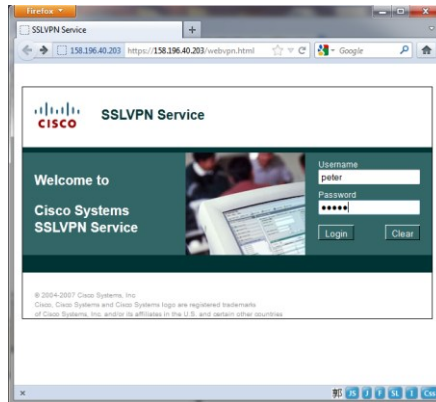 Firefox
SSLVPN Service
158.196.40.203 https://158.196.40.203/webvpn.html
Google
CISCO
SSLVPN Service
Welcome to
Cisco Systems
SSLVPN Service
Username
peter
Password
Login Clear
© 2004-2007 Cisco Systems, Inc.
Cisco, Cisco Systems and Cisco Systems logo are registered trademarks
of Cisco Systems, Inc. and/or its affiliates in the U.S. and certain other countries
JS J F SL I Css